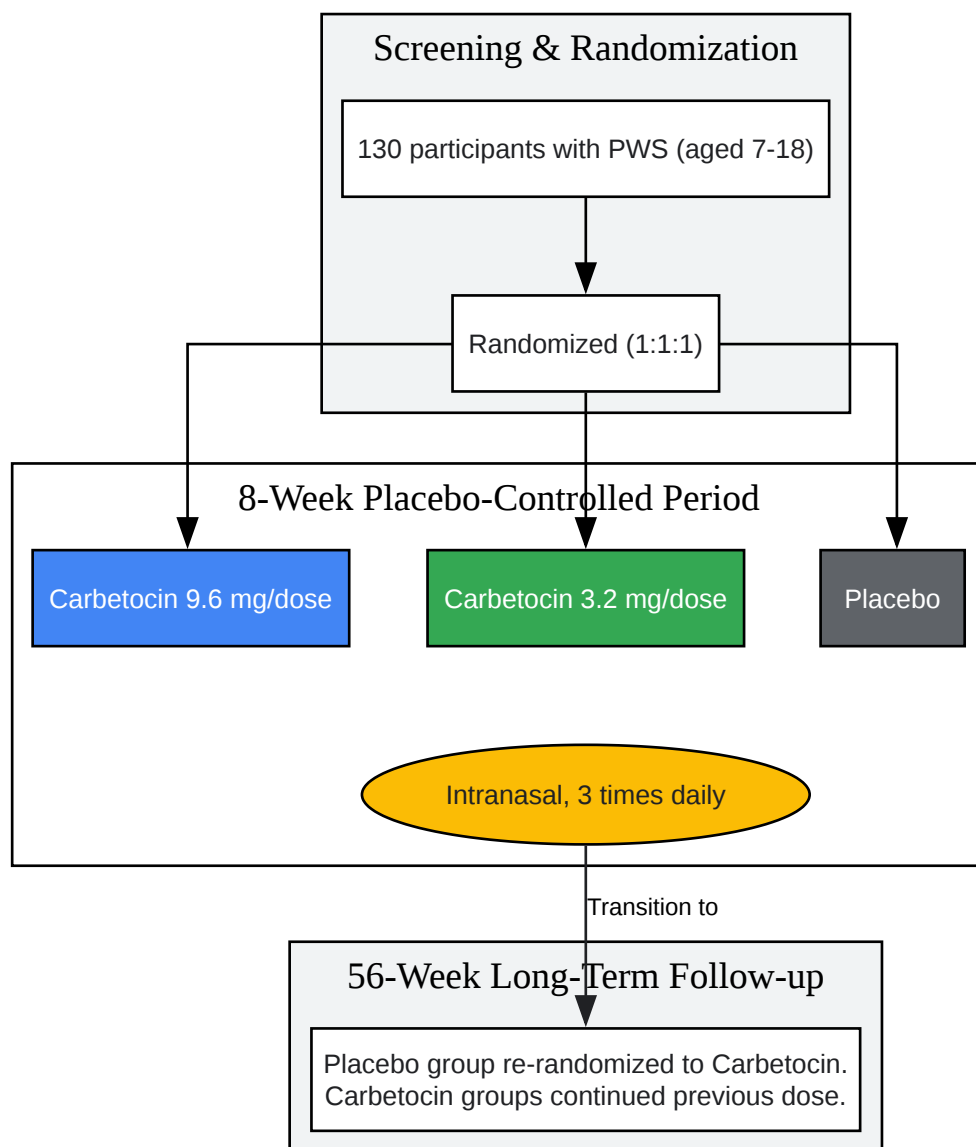 Screening & Randomization
130 participants with PWS (aged 7-18)
Randomized (1:1:1)
8-Week Placebo-Controlled Period
Carbetocin 9.6 mg/dose
Carbetocin 3.2 mg/dose
Placebo
Intranasal, 3 times daily
Transition to
56-Week Long-Term Follow-up
Placebo group re-randomized to Carbetocin.
Carbetocin groups continued previous dose.